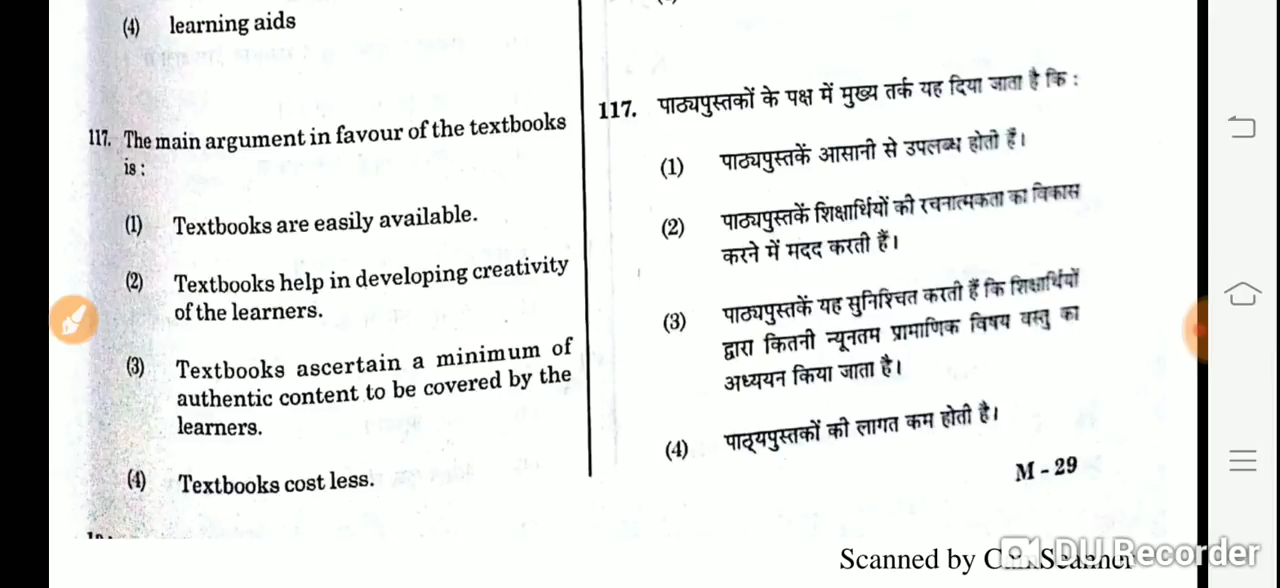 (4) learning aids
117. The main argument in favour of the textbooks
is :
(1) Textbooks are easily available.
(2) Textbooks help in developing creativity
of the learners.
(3) Textbooks ascertain a minimum of
authentic content to be covered by the
learners.
(4) Textbooks cost less.
117. पाठ्यपुस्तकों के पक्ष में मुख्य तर्क यह दिया जाता है कि :
(1) पाठ्यपुस्तकें आसानी से उपलब्ध होती हैं।
(2) पाठ्यपुस्तकें शिक्षार्थियों की रचनात्मकता का विकास
करने में मदद करती हैं।
(3) पाठ्यपुस्तकें यह सुनिश्चित करती हैं कि शिक्षार्थियों
द्वारा कितनी न्यूनतम प्रामाणिक विषय वस्तु का
अध्ययन किया जाता है।
(4) पाठ्यपुस्तकों की लागत कम होती है।
M - 29
Scanned by CamScanner
DU Recorder